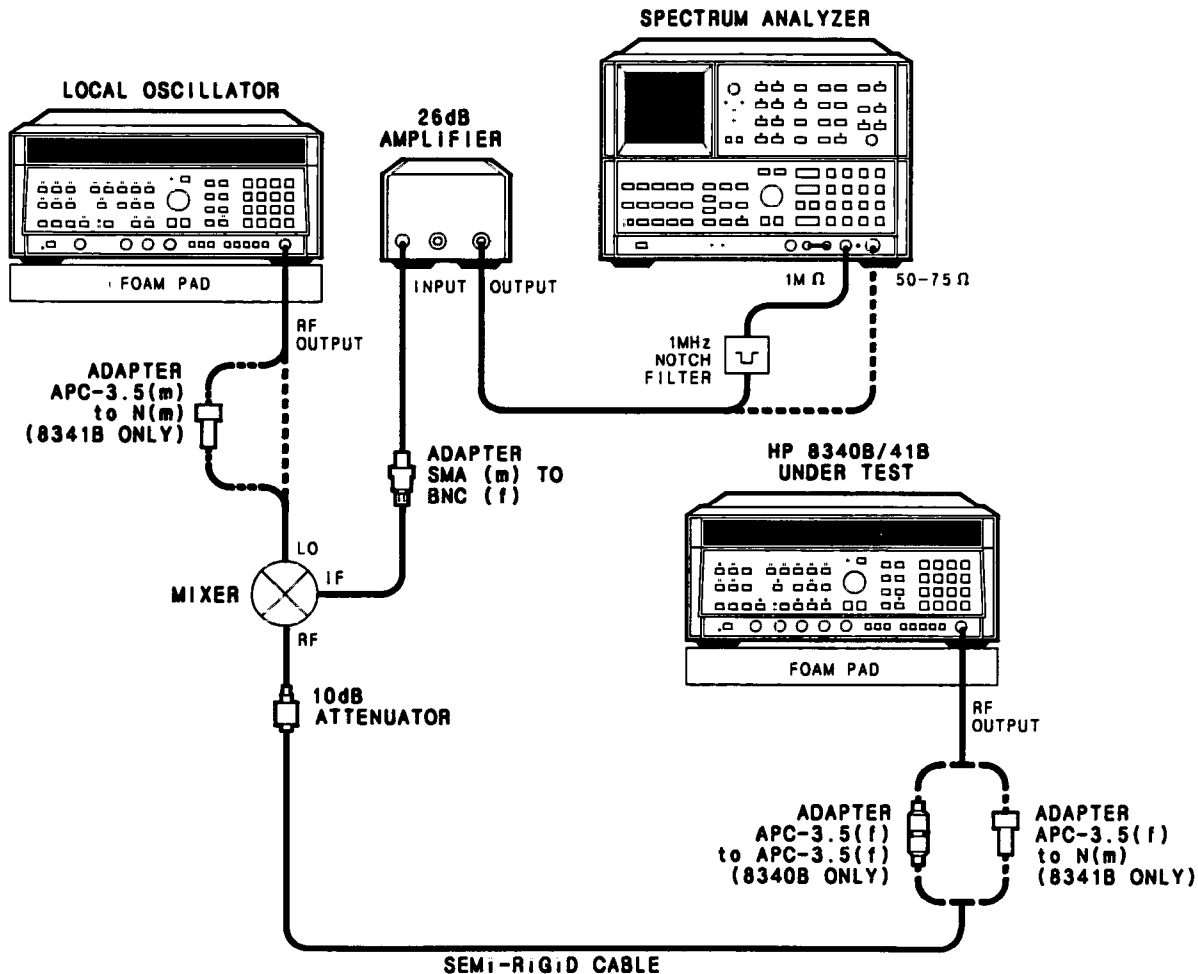 SPECTRUM ANALYZER
LOCAL OSCILLATOR
26dB
AMPLIFIER
FOAM PAD
INPUT
OUTPUT
1M Ω
50-75 Ω
RF
OUTPUT
1MHz
NOTCH
FILTER
ADAPTER
APC-3.5(m)
to N(m)
(8341B ONLY)
ADAPTER
SMA (m) TO
BNC (f)
HP 8340B/41B
UNDER TEST
LO
IF
MIXER
RF
FOAM PAD
10dB
ATTENUATOR
RF
OUTPUT
ADAPTER
APC-3.5(f)
to APC-3.5(f)
(8340B ONLY)
ADAPTER
APC-3.5(f)
to N(m)
(8341B ONLY)
SEMi-RiGiD CABLE